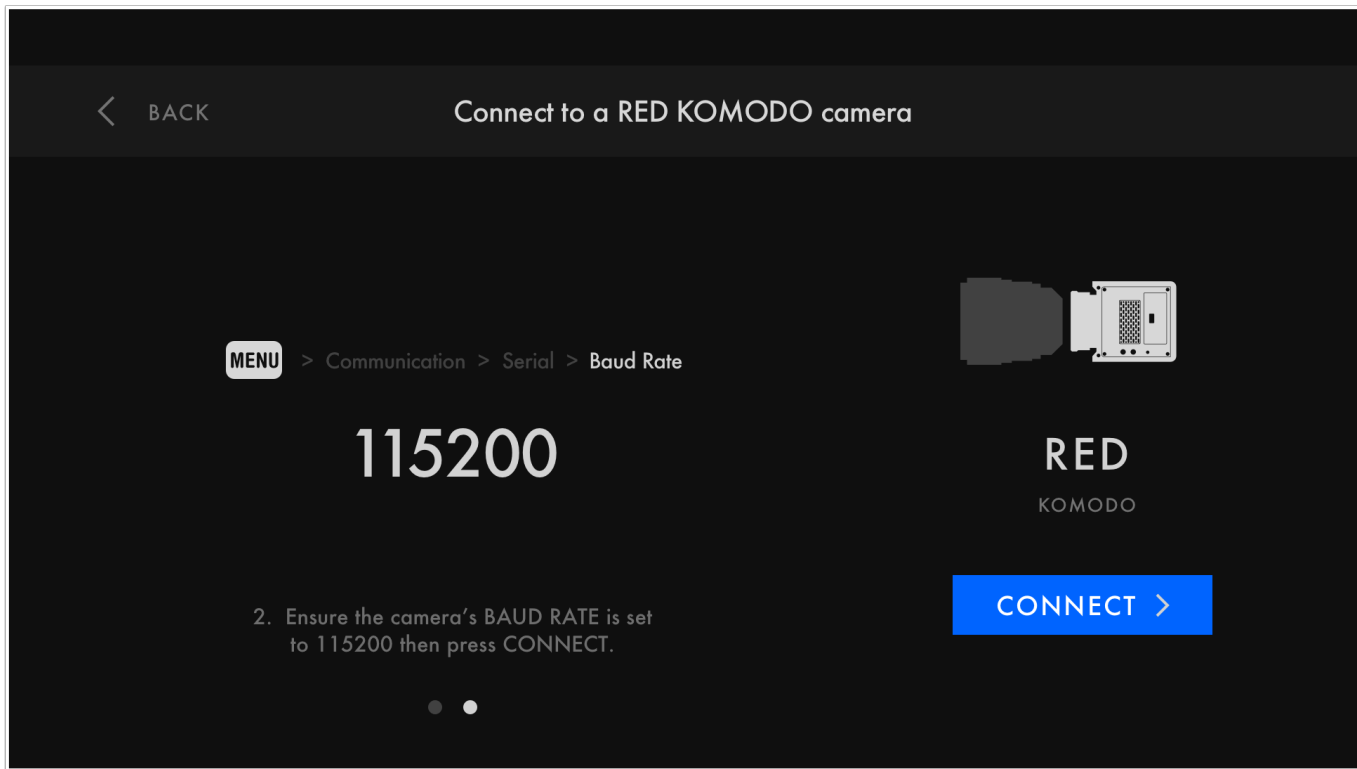 BACK
Connect to a RED KOMODO camera
MENU > Communication > Serial > Baud Rate
115200
2. Ensure the camera’s BAUD RATE is set
to 115200 then press CONNECT.
RED
KOMODO
CONNECT >